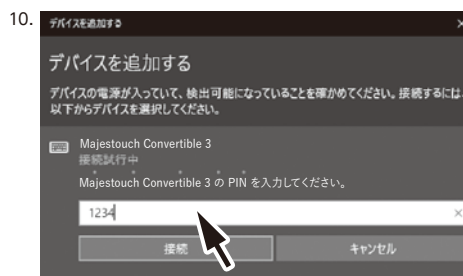 10.
デバイスを追加する
デバイスを追加する
デバイスの電源が入っていて、検出可能になっていることを確かめてください。接続するには、
以下からデバイスを選択してください。
Majestouch Convertible 3
接続試行中
Majestouch Convertible 3 の PIN を入力してください。
1234
接続 キャンセル